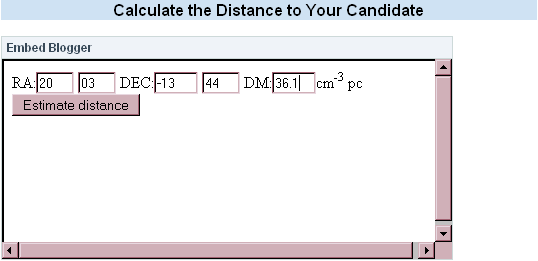 Calculate the Distance to Your Candidate
Embed Blogger
RA: 20 03 DEC: -13 44 DM: 36.1 cm-3 pc
Estimate distance